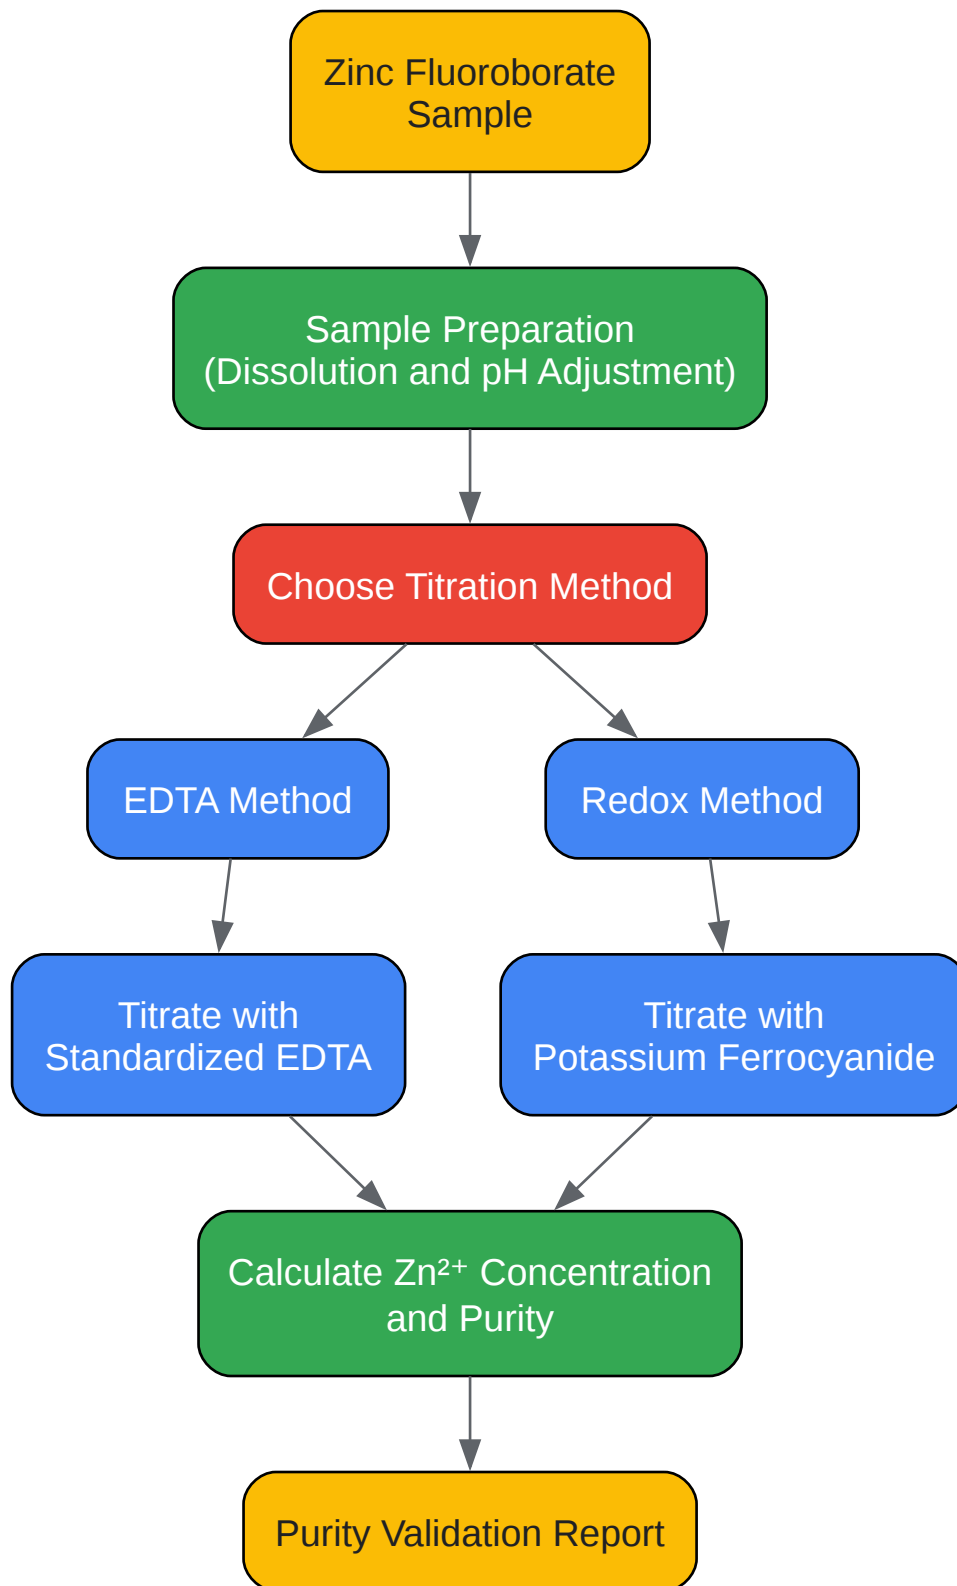 Zinc Fluoroborate
Sample
Sample Preparation
(Dissolution and pH Adjustment)
Choose Titration Method
EDTA Method
Redox Method
Titrate with
Standardized EDTA
Titrate with
Potassium Ferrocyanide
Calculate Zn²⁺ Concentration
and Purity
Purity Validation Report